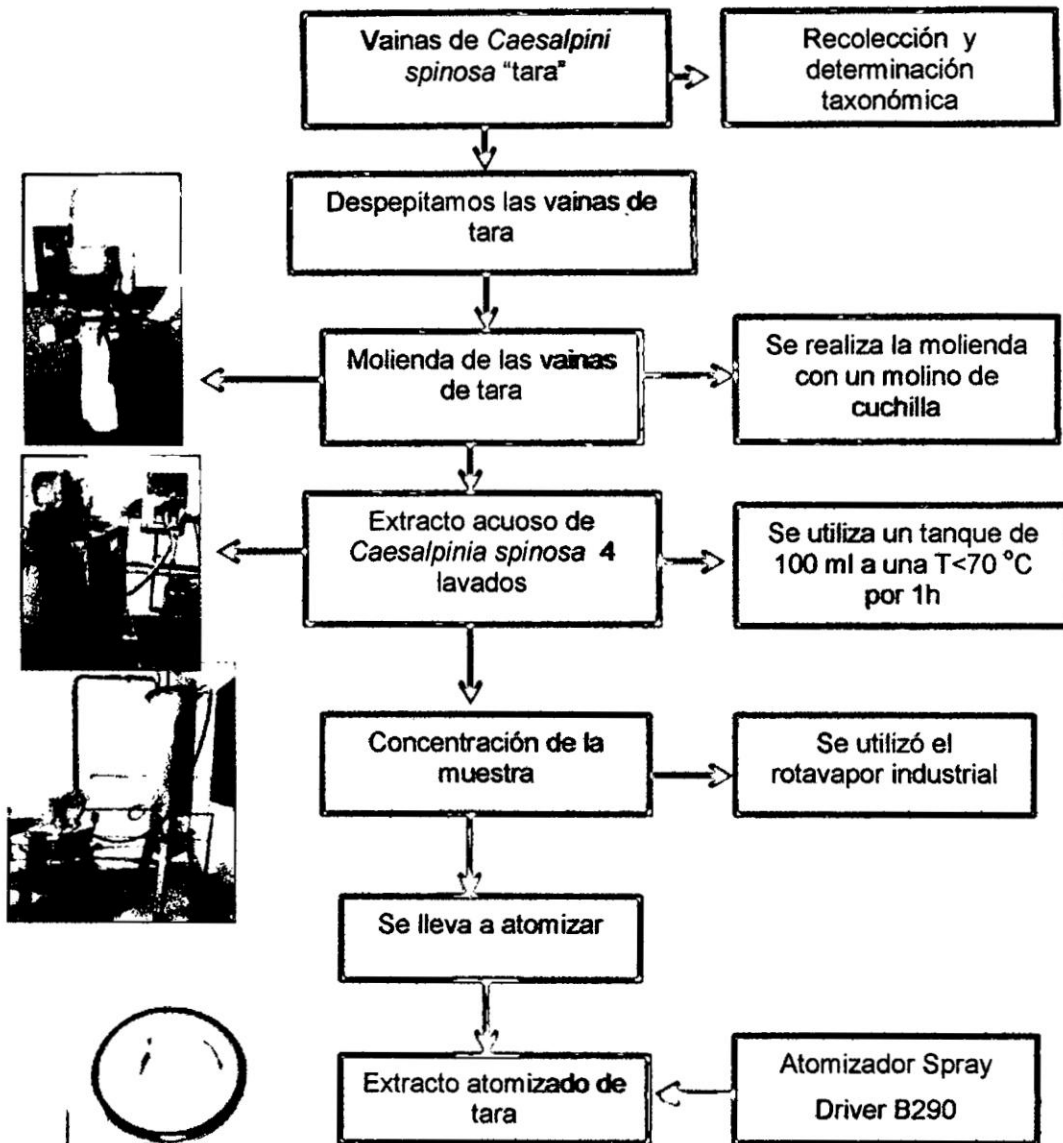 Vainas de Caesalpini
spinosa "tara"
Recolección y
determinación
taxonómica
Despepitamos las vainas de
tara
Molienda de las vainas
de tara
Se realiza la molienda
con un molino de
cuchilla
Extracto acuoso de
Caesalpinia spinosa 4
lavados
Se utiliza un tanque de
100 ml a una T<70 °C
por 1h
Concentración de la
muestra
Se utilizó el
rotavapor industrial
Se lleva a atomizar
Extracto atomizado de
tara
Atomizador Spray
Driver B290